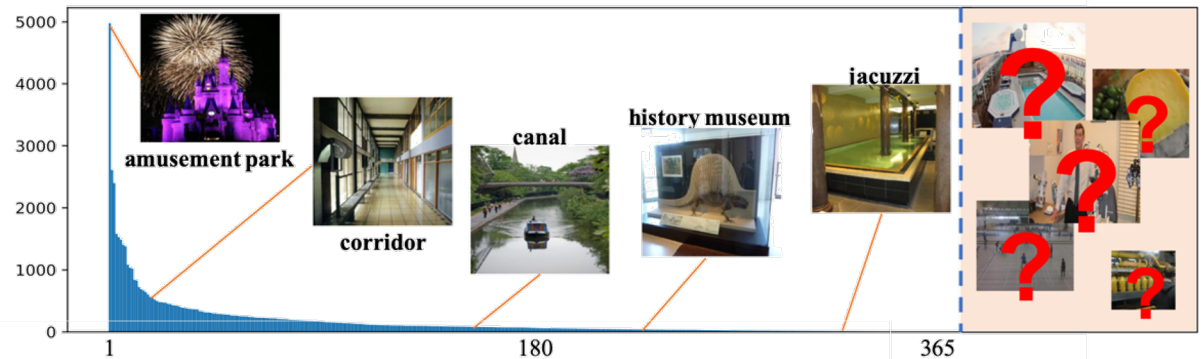 5000
4000
3000
2000
1000
0
amusement park
corridor
canal
history museum
jacuzzi
?
?
?
?
?
1
180
365